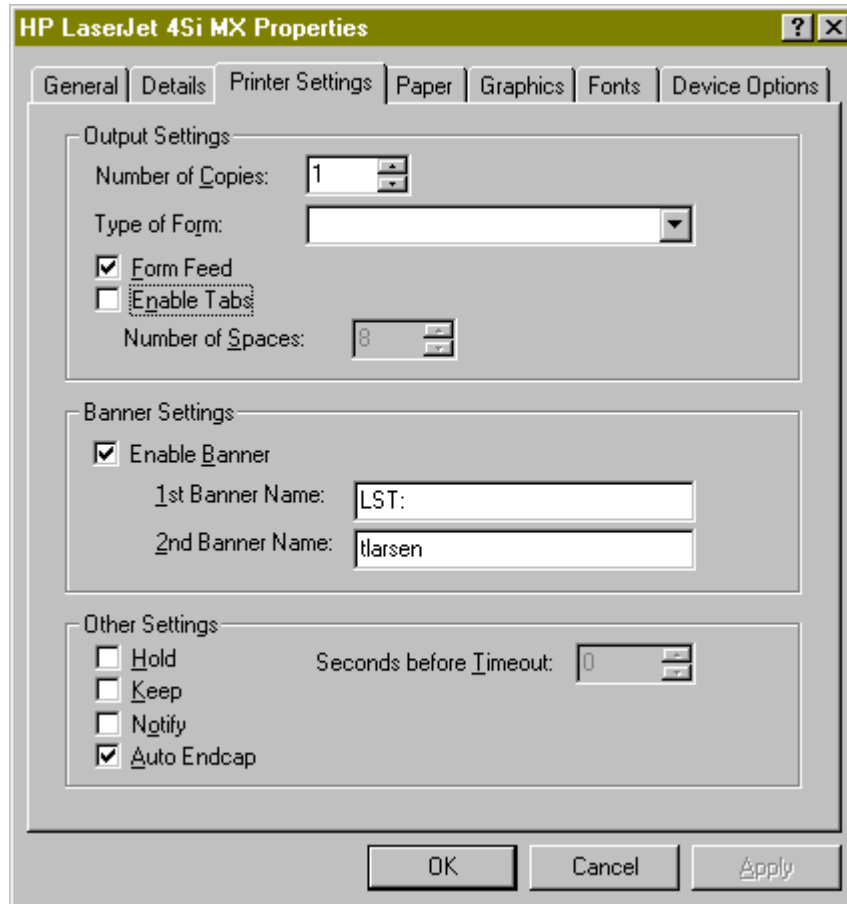 HP LaserJet 4Si MX Properties
General Details Printer Settings Paper Graphics Fonts Device Options
Output Settings
Number of Copies: 1
Type of Form:
Form Feed
Enable Tabs
Number of Spaces: 8
Banner Settings
Enable Banner
1st Banner Name: LST:
2nd Banner Name: tlarsen
Other Settings
Hold Seconds before Timeout: 0
Keep
Notify
Auto Endcap
OK Cancel Apply